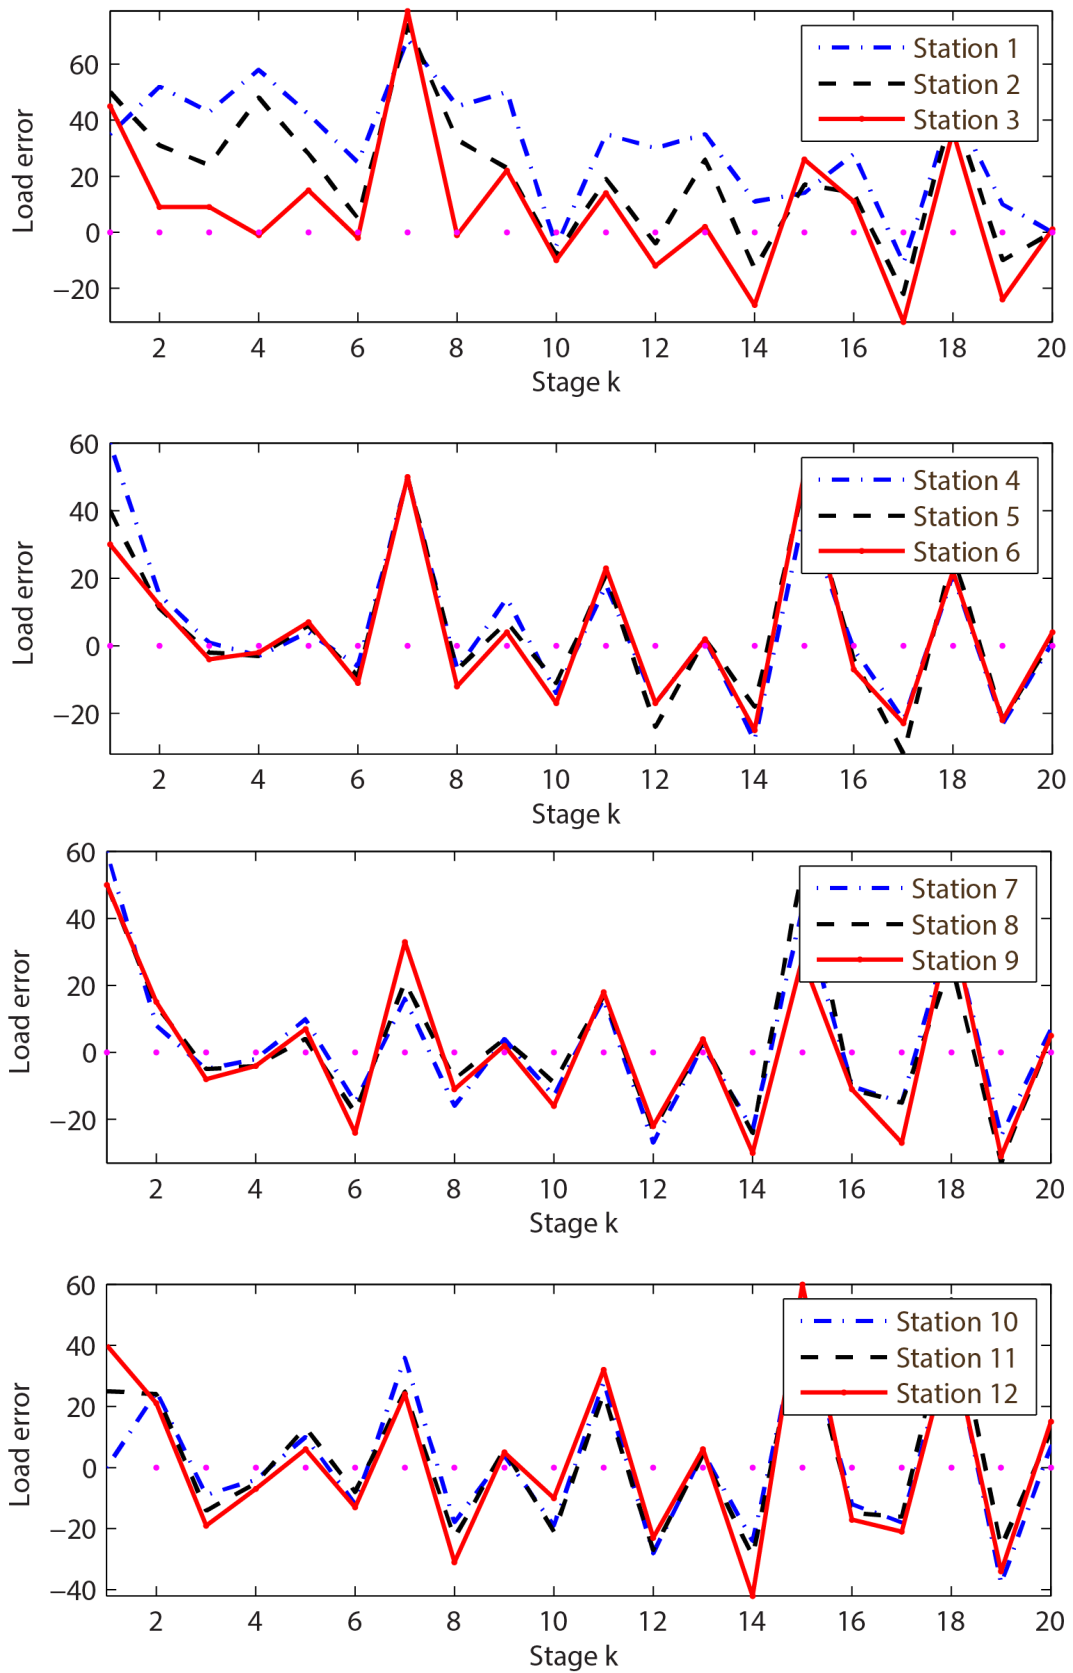 Station 1
60
Station 2
40
Station 3
20
0
−20
Load error
2 4 6 8 10 12 14 16 18 20
Stage k
60
Station 4
40
Station 5
Station 6
20
0
−20
Load error
2 4 6 8 10 12 14 16 18 20
Stage k
60
Station 7
40
Station 8
Station 9
20
0
−20
Load error
2 4 6 8 10 12 14 16 18 20
Stage k
60
Station 10
40
Station 11
Station 12
20
0
−20
−40
Load error
2 4 6 8 10 12 14 16 18 20
Stage k